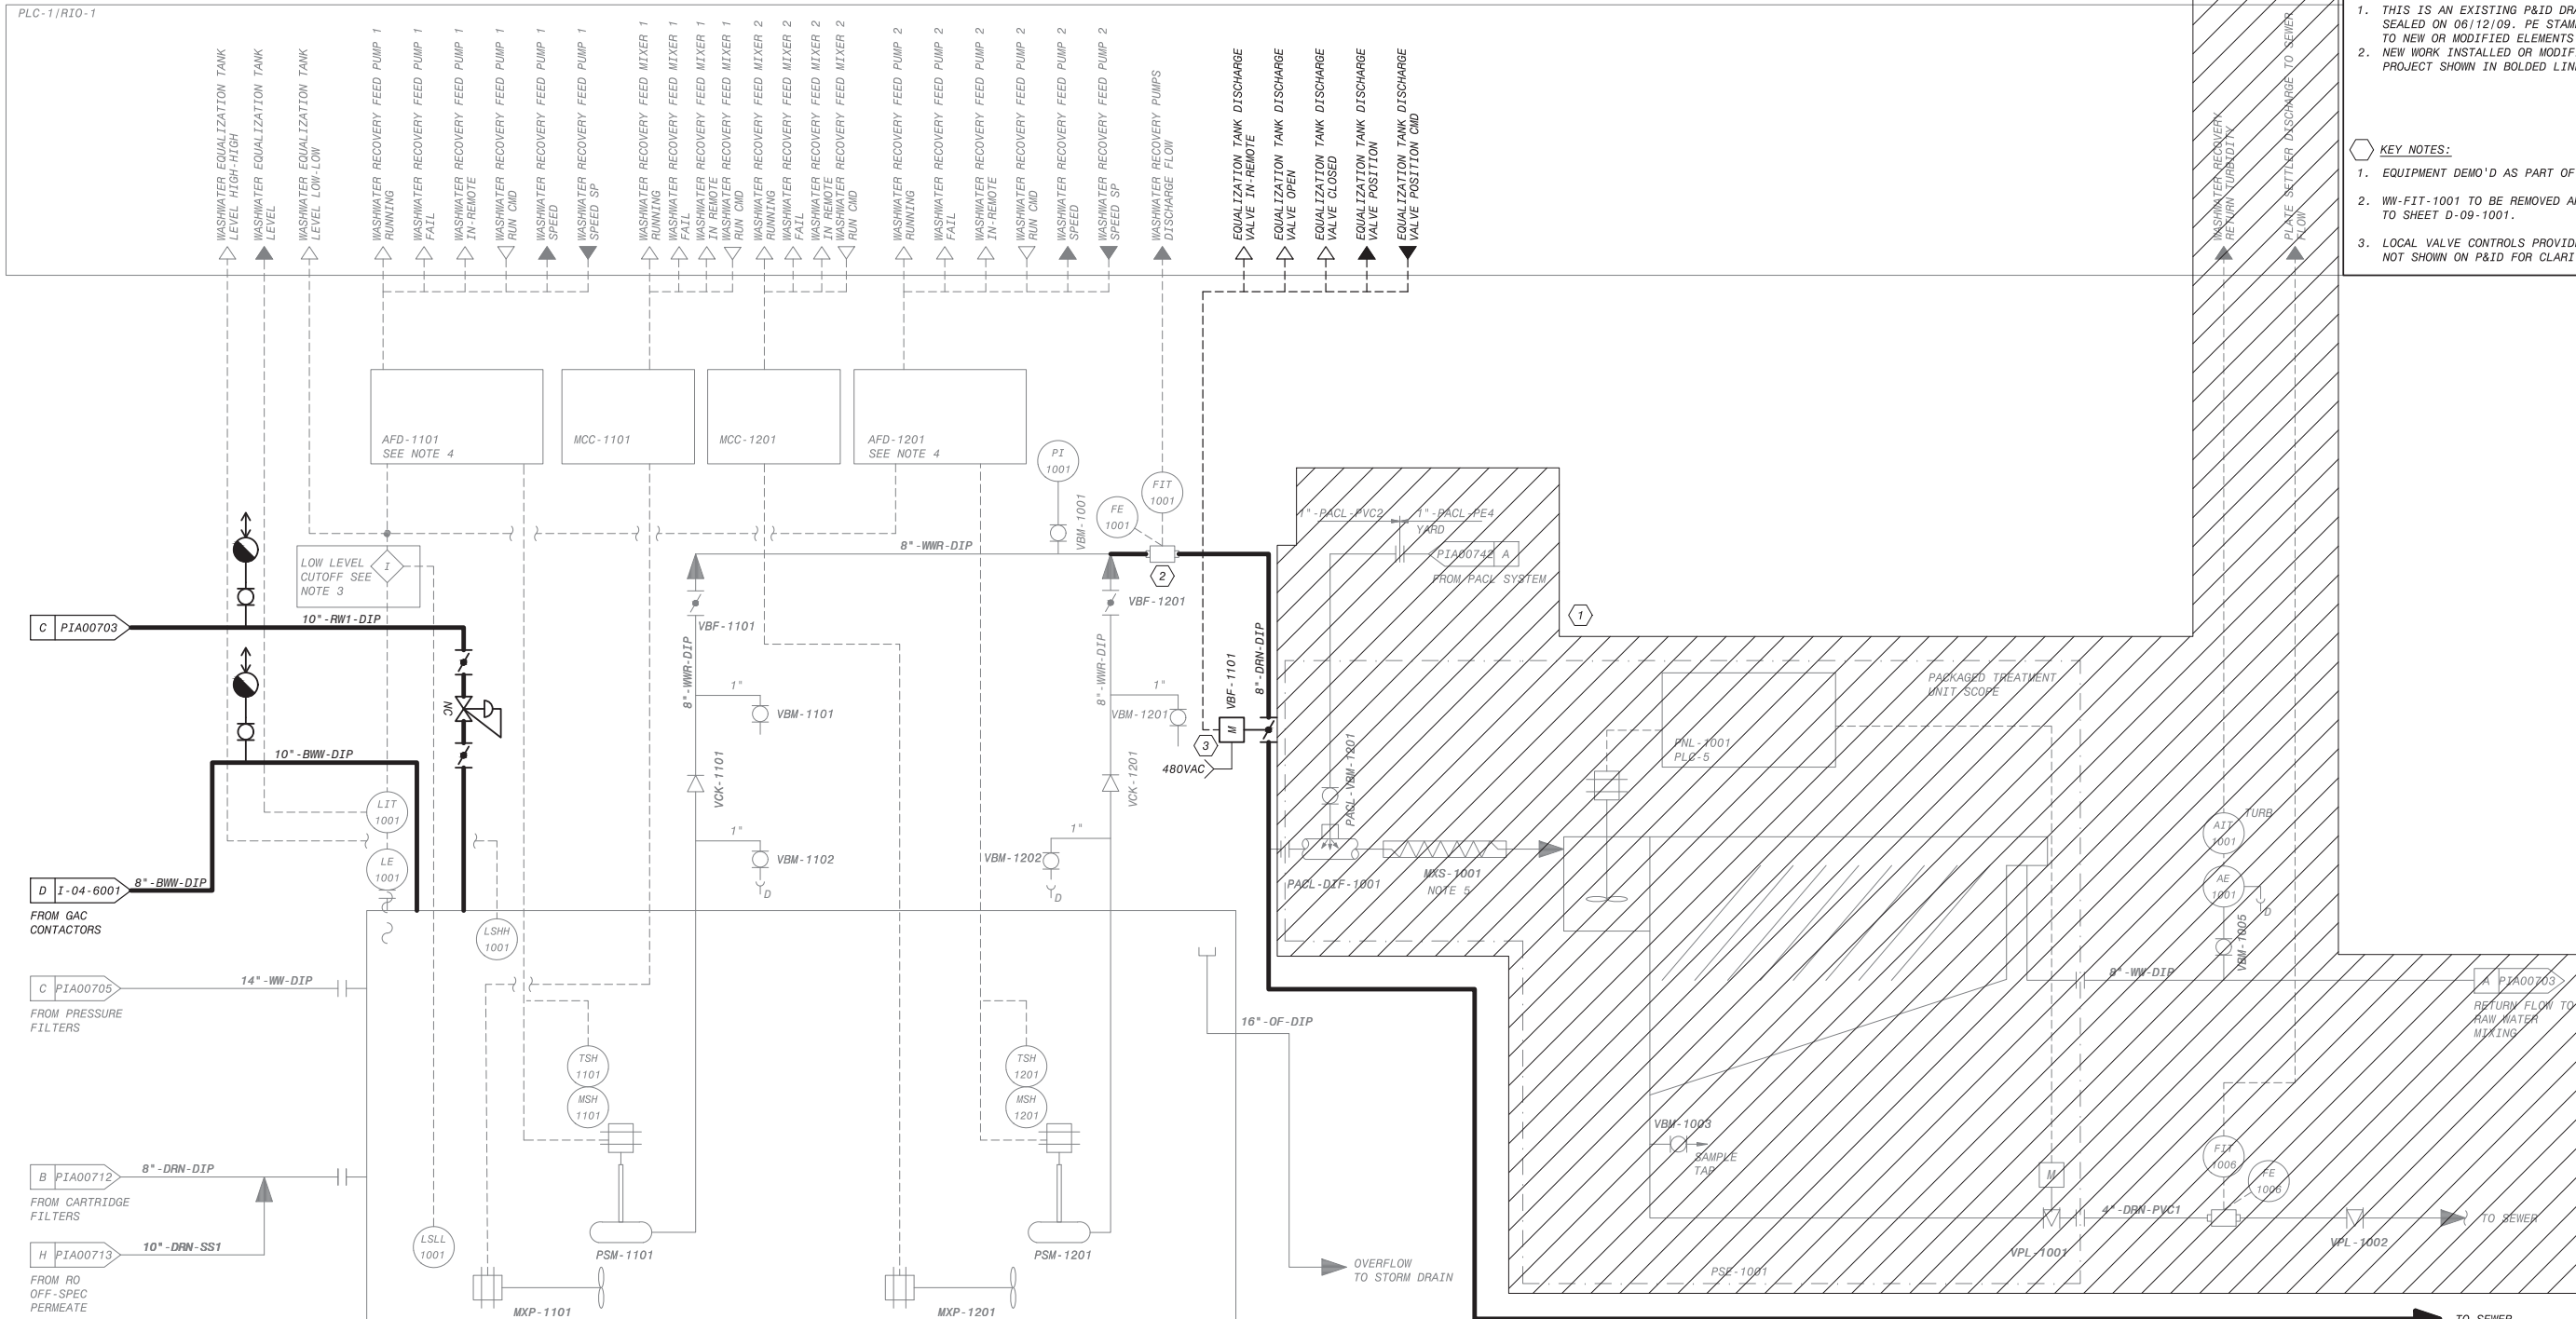 PLC-1/RIO-1
WASHWATER EQUALIZATION TANK
LEVEL HIGH-HIGH
WASHWATER EQUALIZATION TANK
LEVEL
WASHWATER EQUALIZATION TANK
LEVEL LOW-LOW
WASHWATER RECOVERY FEED PUMP 1
RUNNING
WASHWATER RECOVERY FEED PUMP 1
FAIL
WASHWATER RECOVERY FEED PUMP 1
IN-REMOTE
WASHWATER RECOVERY FEED PUMP 1
RUN CMD
WASHWATER RECOVERY FEED PUMP 1
SPEED
WASHWATER RECOVERY FEED PUMP 1
SPEED SP
WASHWATER RECOVERY FEED MIXER 1
RUNNING
WASHWATER RECOVERY FEED MIXER 1
FAIL
WASHWATER RECOVERY FEED MIXER 1
IN REMOTE
WASHWATER RECOVERY FEED MIXER 1
RUN CMD
WASHWATER RECOVERY FEED MIXER 2
RUNNING
WASHWATER RECOVERY FEED MIXER 2
FAIL
WASHWATER RECOVERY FEED MIXER 2
IN REMOTE
WASHWATER RECOVERY FEED MIXER 2
RUN CMD
WASHWATER RECOVERY FEED PUMP 2
RUNNING
WASHWATER RECOVERY FEED PUMP 2
FAIL
WASHWATER RECOVERY FEED PUMP 2
IN-REMOTE
WASHWATER RECOVERY FEED PUMP 2
RUN CMD
WASHWATER RECOVERY FEED PUMP 2
SPEED
WASHWATER RECOVERY FEED PUMP 2
SPEED SP
WASHWATER RECOVERY PUMPS
DISCHARGE FLOW
EQUALIZATION TANK DISCHARGE
VALVE IN-REMOTE
EQUALIZATION TANK DISCHARGE
VALVE OPEN
EQUALIZATION TANK DISCHARGE
VALVE CLOSED
EQUALIZATION TANK DISCHARGE
VALVE POSITION
EQUALIZATION TANK DISCHARGE
VALVE POSITION CMD
WASHWATER RECOVERY
RETURN TURBIDITY
PLATE SETTLER DISCHARGE TO SEWER
FLOW
1. THIS IS AN EXISTING P&ID
SEALED ON 06/12/09. PE
TO NEW OR MODIFIED ELEMENTS
2. NEW WORK INSTALLED OR
PROJECT SHOWN IN BOLDED
KEY NOTES:
1. EQUIPMENT DEMO'D AS PART OF
2. WW-FIT-1001 TO BE REMOVED
TO SHEET D-09-1001.
3. LOCAL VALVE CONTROLS
NOT SHOWN ON P&ID FOR
AFD-1101
SEE NOTE 4
MCC-1101
MCC-1201
AFD-1201
SEE NOTE 4
PI
1001
VBM-1001
FE
1001
FIT
1001
2
8"-WWR-DIP
LOW LEVEL
CUTOFF SEE
NOTE 3
I
C PIA00703
10"-RW1-DIP
NC
10"-BWW-DIP
D I-04-6001
8"-BWW-DIP
FROM GAC
CONTACTORS
LIT
1001
LE
1001
LSHH
1001
VBF-1101
8"-WWR-DIP
1"
VBM-1101
VCK-1101
1"
VBM-1102
D
VBF-1201
8"-WWR-DIP
1"
VBM-1201
VCK-1201
1"
VBM-1202
D
VBF-1101
M
3
480VAC
8"-DRN-DIP
1"-PACL-PVC2
1"-PACL-PE4
YARD
PIA00742 A
FROM PACL SYSTEM
1
PACKAGED TREATMENT
UNIT SCOPE
PNL-1001
PLC-5
PACL-VBM-1201
PACL-DIF-1001
MXS-1001
NOTE 5
TURB
AIT
1001
AE
1001
D
VBM-1005
8"-WW-DIP
A PIA00703
RETURN FLOW TO
RAW WATER
MIXING
C PIA00705
14"-WW-DIP
FROM PRESSURE
FILTERS
16"-OF-DIP
TSH
1101
MSH
1101
TSH
1201
MSH
1201
B PIA00712
8"-DRN-DIP
FROM CARTRIDGE
FILTERS
H PIA00713
10"-DRN-SS1
FROM RO
OFF-SPEC
PERMEATE
LSLL
1001
PSM-1101
PSM-1201
MXP-1101
MXP-1201
OVERFLOW
TO STORM DRAIN
VBM-1003
SAMPLE
TAP
M
FIT
1006
FE
1006
4"-DRN-PVC1
TO SEWER
VPL-1001
VPL-1002
PSE-1001
TO SEWER